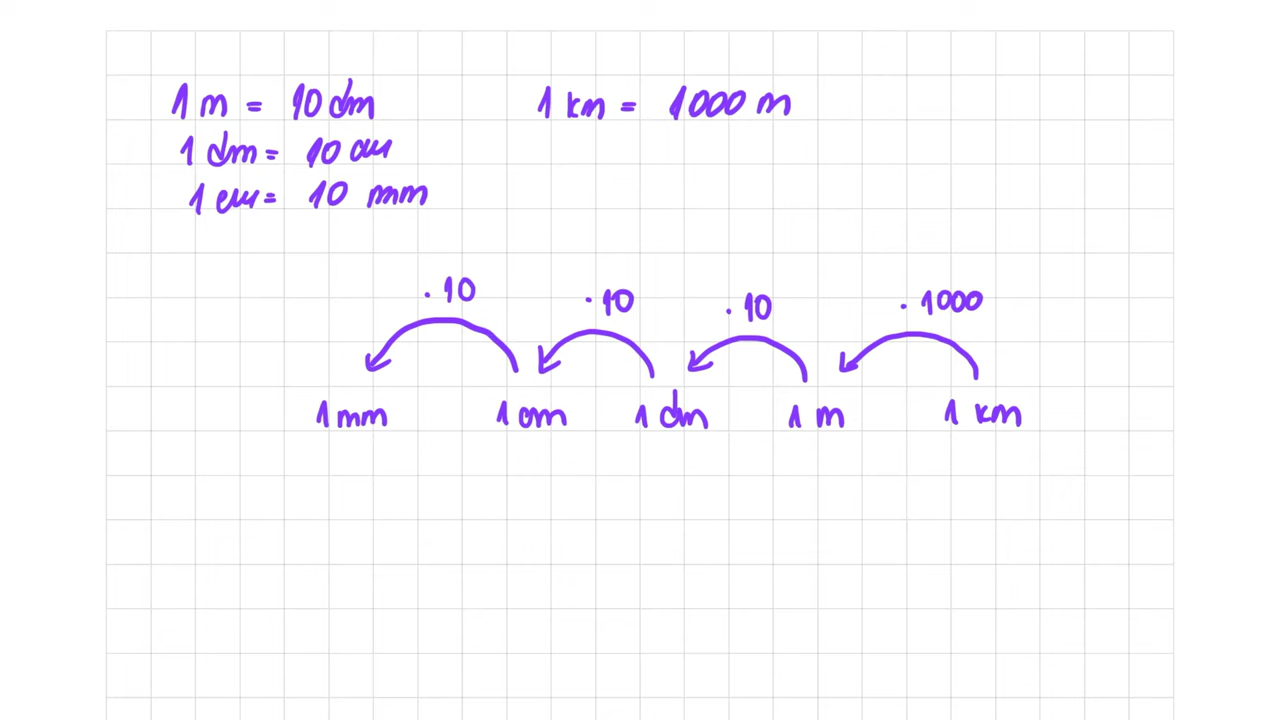 1 m = 10 dm 1 km = 1000 m
1 dm = 10 cm
1 cm = 10 mm
· 10 · 10 · 10 · 1000
1 mm 1 cm 1 dm 1 m 1 km